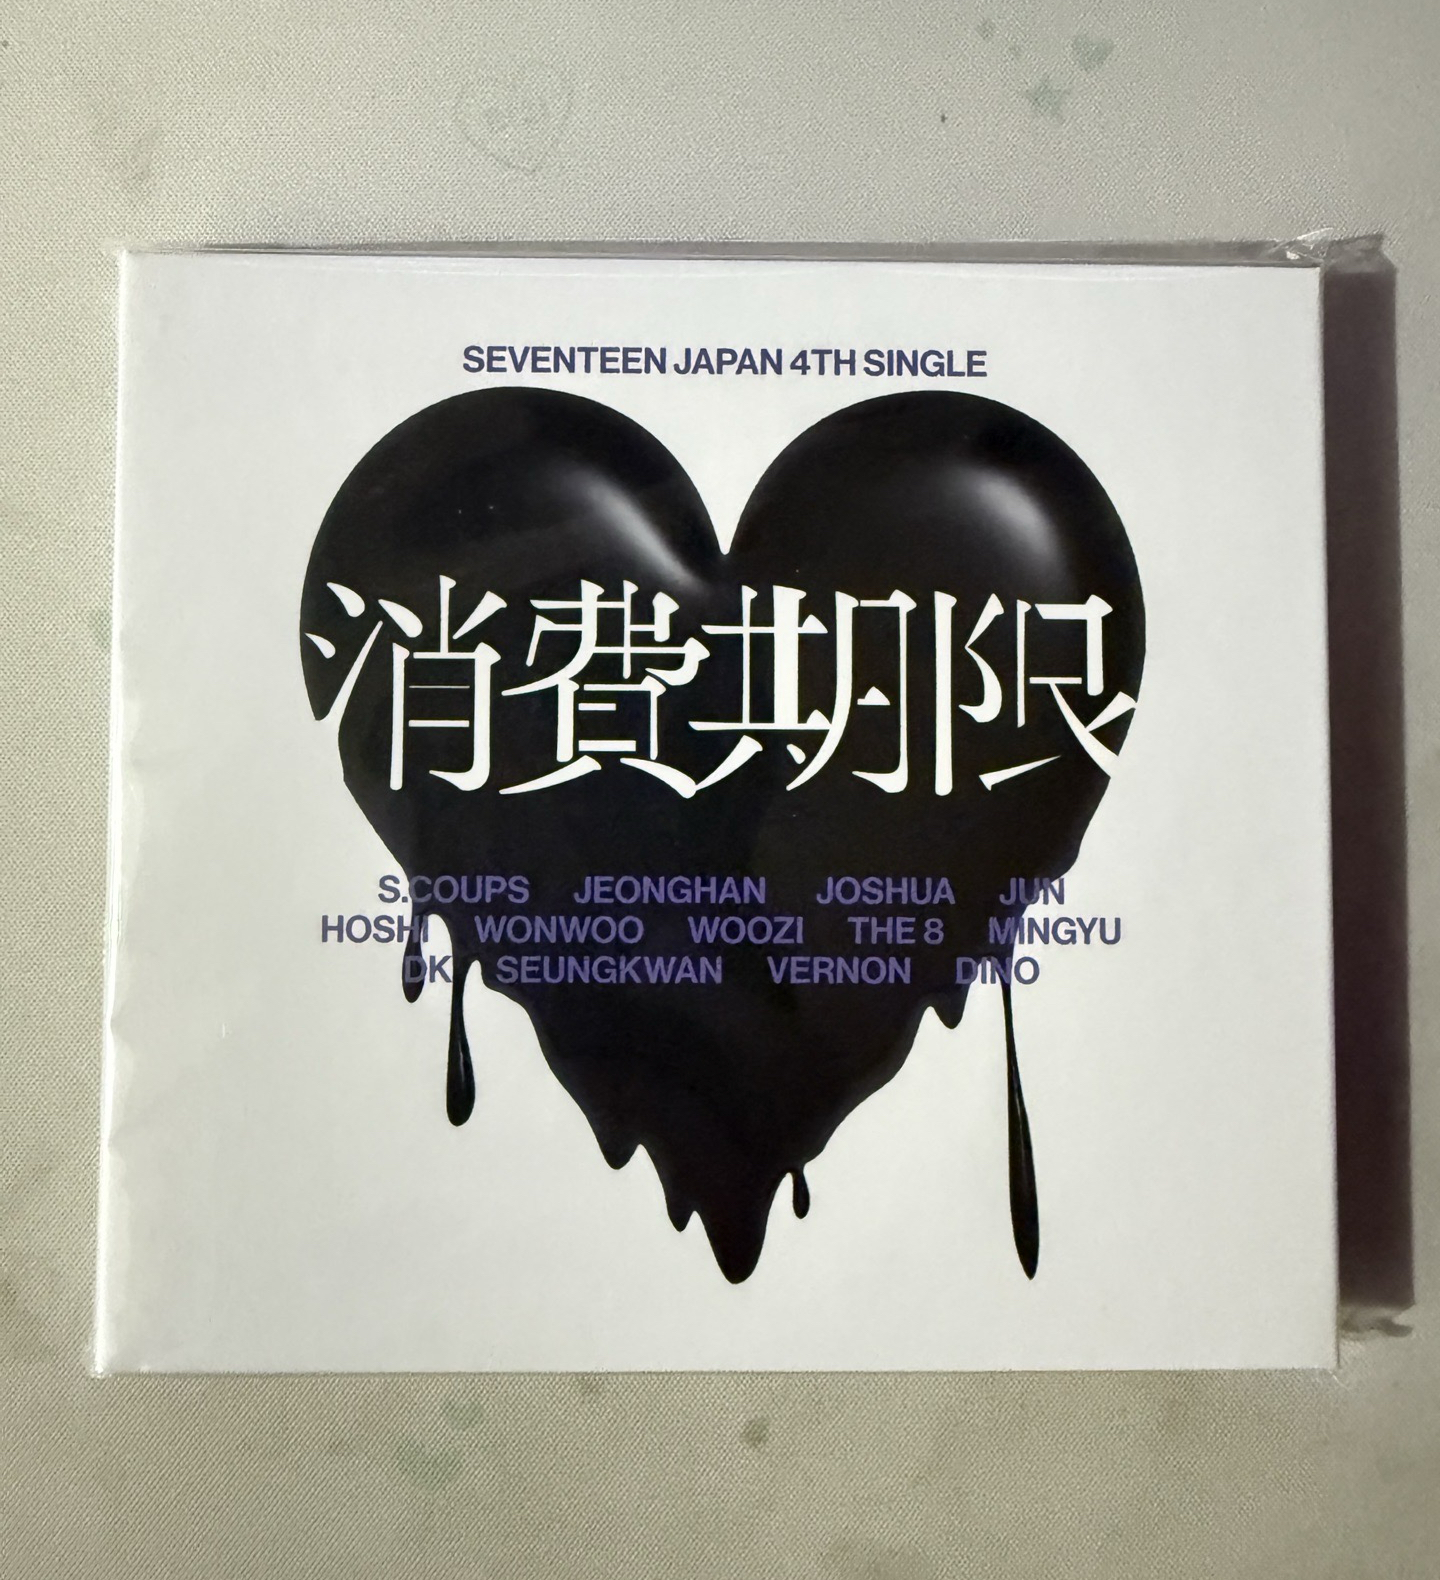 SEVENTEEN JAPAN 4TH SINGLE
消費期限
S.COUPS JEONGHAN JOSHUA JUN
HOSHI WONWOO WOOZI THE 8 MINGYU
DK SEUNGKWAN VERNON DINO